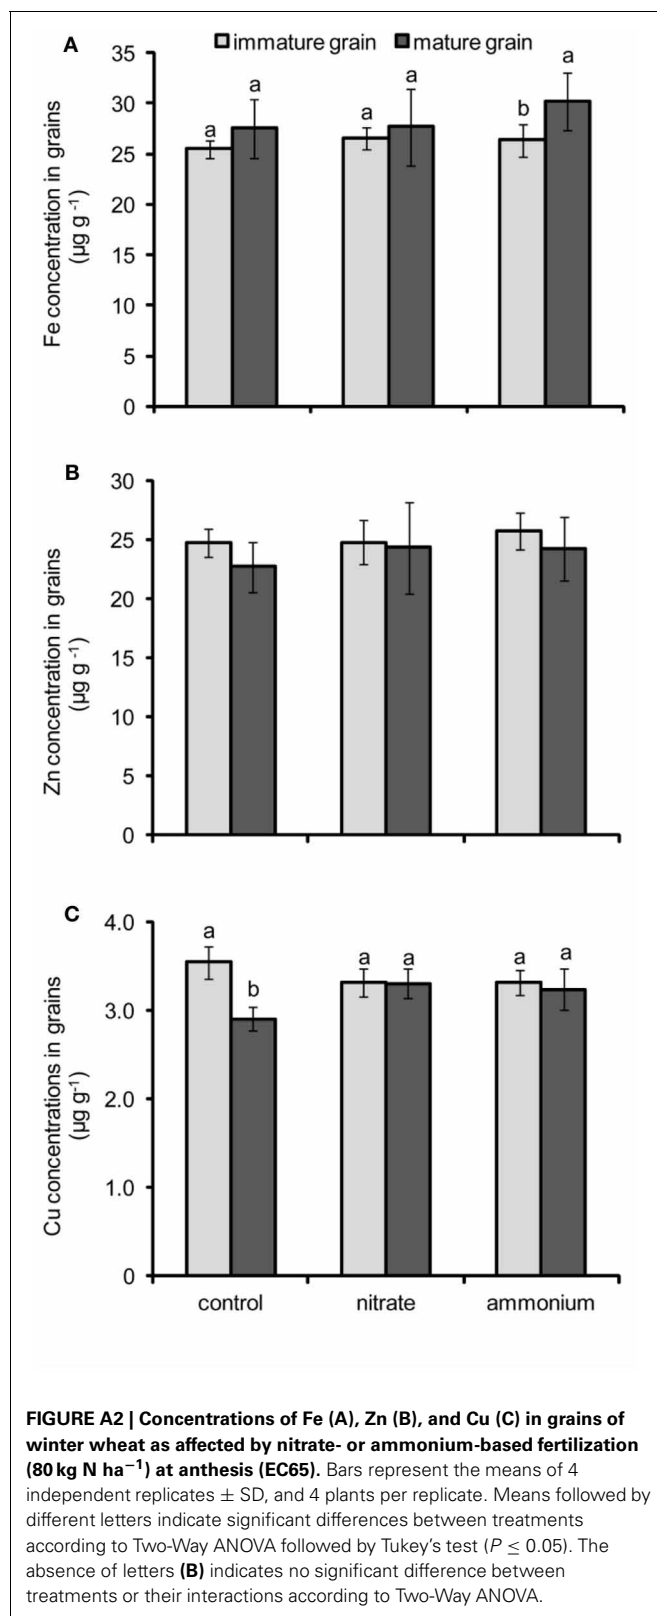 A
immature grain mature grain
35
30
25
20
15
10
5
0
Fe concentration in grains
(µg g -1)
a a a a b a
B
30
25
20
15
10
5
0
Zn concentration in grains
(µg g-1)
C
4.0
3.0
2.0
1.0
0
Cu concentrations in grains
(µg g-1)
a b a a a a
control nitrate ammonium
FIGURE A2 | Concentrations of Fe (A), Zn (B), and Cu (C) in grains of
winter wheat as affected by nitrate- or ammonium-based fertilization
(80 kg N ha−1) at anthesis (EC65). Bars represent the means of 4
independent replicates ± SD, and 4 plants per replicate. Means followed by
different letters indicate significant differences between treatments
according to Two-Way ANOVA followed by Tukey's test (P ≤ 0.05). The
absence of letters (B) indicates no significant difference between
treatments or their interactions according to Two-Way ANOVA.